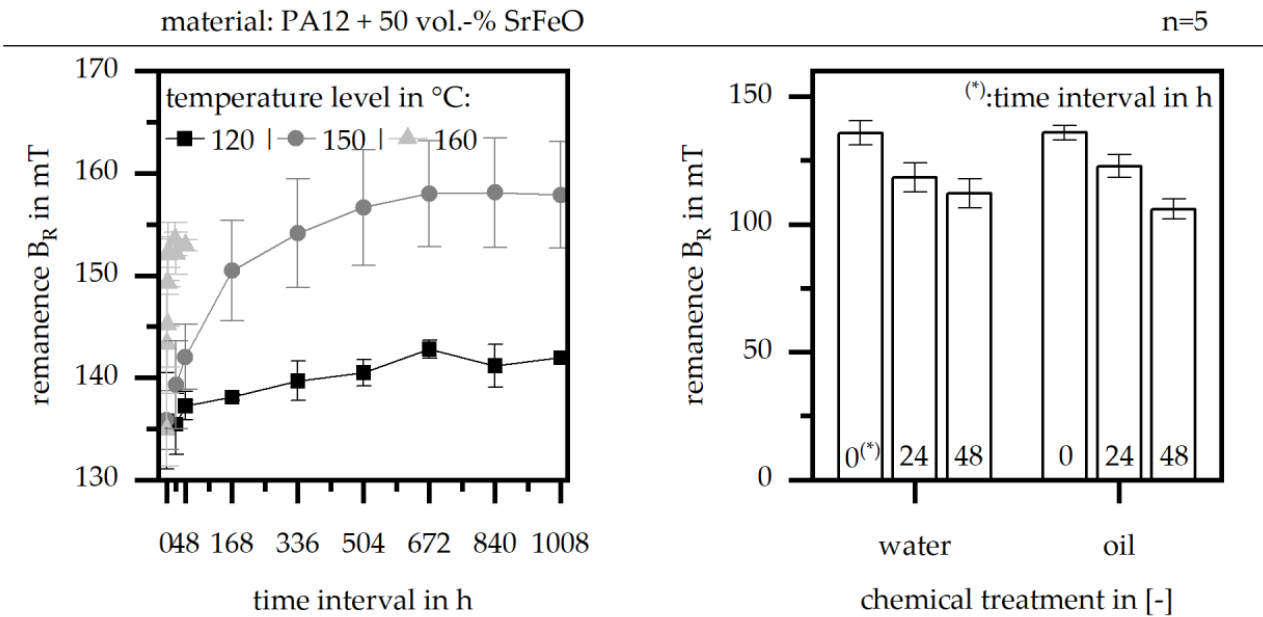 material: PA12 + 50 vol.-% SrFeO
n=5
170
160
150
140
130
remanence B_R in mT
temperature level in °C:
120 | 150 | 160
048 168 336 504 672 840 1008
time interval in h
150
100
50
0
remanence B_R in mT
(*):time interval in h
0(*) 24 48 0 24 48
water oil
chemical treatment in [-]